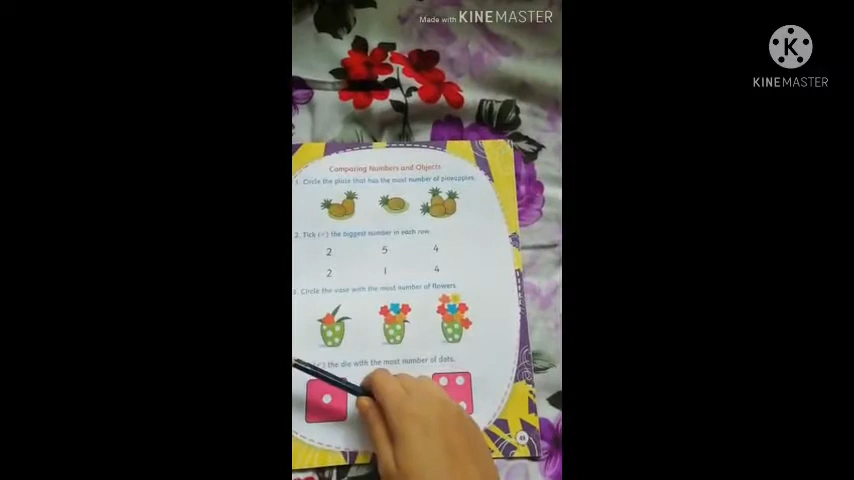 Made with KINEMASTER
KINEMASTER
Comparing Numbers and Objects
1. Circle the plate that has the most number of pineapples.
2. Tick (✓) the biggest number in each row.
2 5 4
2 1 4
3. Circle the vase with the most number of flowers.
(✓) the die with the most number of dots.